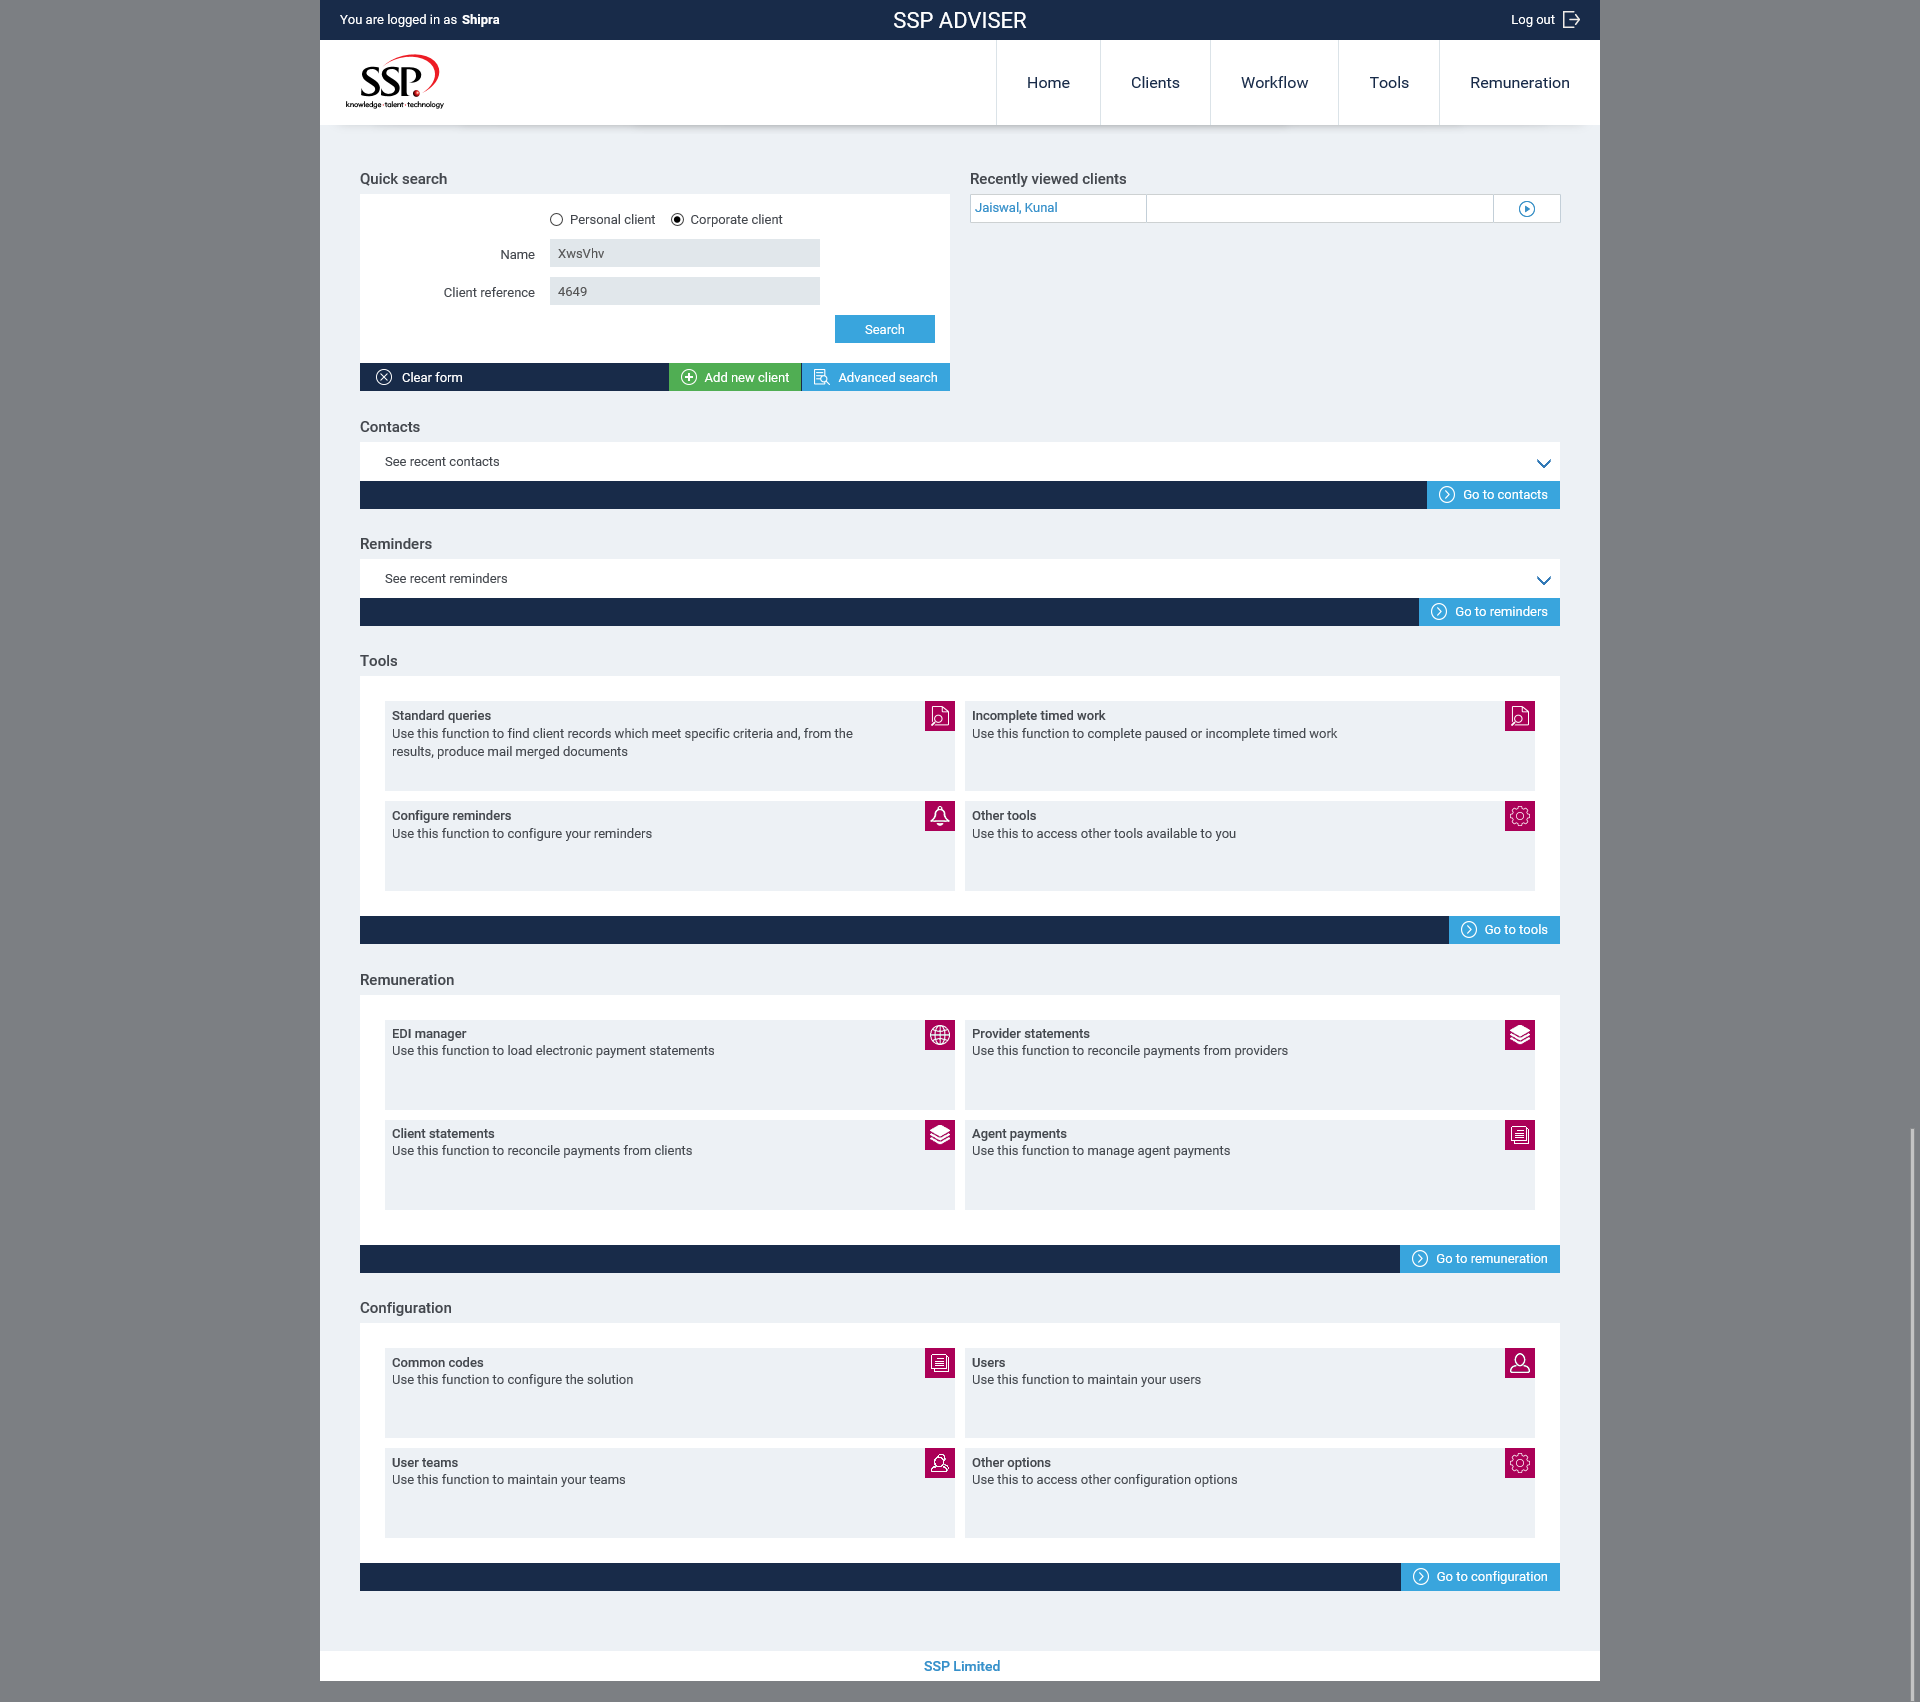 You are logged in as Shipra
SSP ADVISER
Log out
SSP.
knowledge·talent·technology
Home
Clients
Workflow
Tools
Remuneration
Quick search
Personal client
Corporate client
Name
XwsVhv
Client reference
4649
Search
Clear form
Add new client
Advanced search
Recently viewed clients
Jaiswal, Kunal
Contacts
See recent contacts
Go to contacts
Reminders
See recent reminders
Go to reminders
Tools
Standard queries
Use this function to find client records which meet specific criteria and, from the
results, produce mail merged documents
Incomplete timed work
Use this function to complete paused or incomplete timed work
Configure reminders
Use this function to configure your reminders
Other tools
Use this to access other tools available to you
Go to tools
Remuneration
EDI manager
Use this function to load electronic payment statements
Provider statements
Use this function to reconcile payments from providers
Client statements
Use this function to reconcile payments from clients
Agent payments
Use this function to manage agent payments
Go to remuneration
Configuration
Common codes
Use this function to configure the solution
Users
Use this function to maintain your users
User teams
Use this function to maintain your teams
Other options
Use this to access other configuration options
Go to configuration
SSP Limited